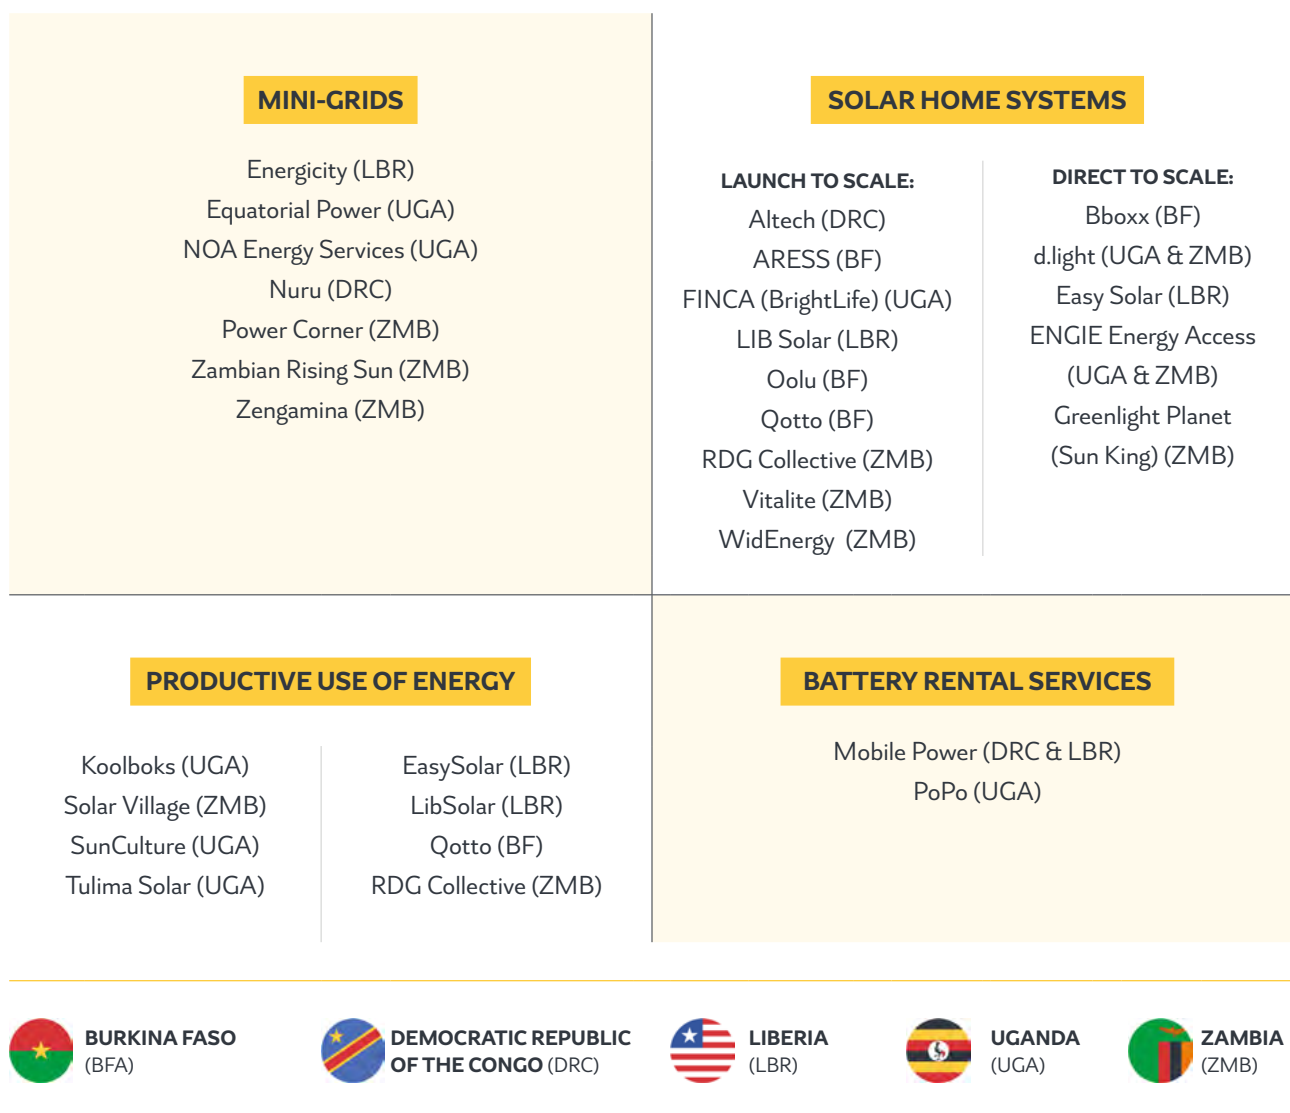 MINI-GRIDS
Energicity (LBR)
Equatorial Power (UGA)
NOA Energy Services (UGA)
Nuru (DRC)
Power Corner (ZMB)
Zambian Rising Sun (ZMB)
Zengamina (ZMB)
SOLAR HOME SYSTEMS
LAUNCH TO SCALE:
Altech (DRC)
ARESS (BF)
FINCA (BrightLife) (UGA)
LIB Solar (LBR)
Oolu (BF)
Qotto (BF)
RDG Collective (ZMB)
Vitalite (ZMB)
WidEnergy (ZMB)
DIRECT TO SCALE:
Bboxx (BF)
d.light (UGA & ZMB)
Easy Solar (LBR)
ENGIE Energy Access
(UGA & ZMB)
Greenlight Planet
(Sun King) (ZMB)
PRODUCTIVE USE OF ENERGY
Koolboks (UGA)
Solar Village (ZMB)
SunCulture (UGA)
Tulima Solar (UGA)
EasySolar (LBR)
LibSolar (LBR)
Qotto (BF)
RDG Collective (ZMB)
BATTERY RENTAL SERVICES
Mobile Power (DRC & LBR)
PoPo (UGA)
BURKINA FASO
(BFA)
DEMOCRATIC REPUBLIC
OF THE CONGO (DRC)
LIBERIA
(LBR)
UGANDA
(UGA)
ZAMBIA
(ZMB)